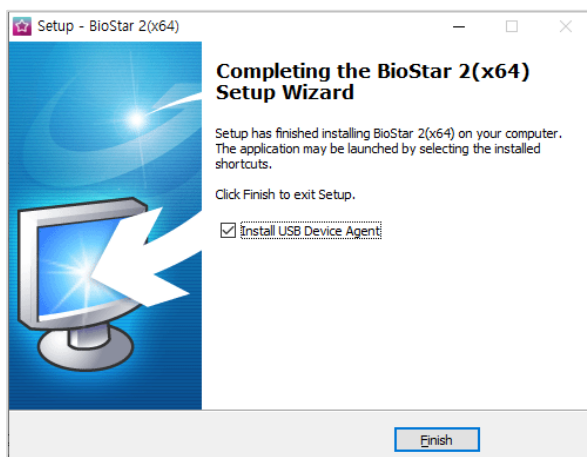 Setup - BioStar 2(x64)
Completing the BioStar 2(x64)
Setup Wizard
Setup has finished installing BioStar 2(x64) on your computer.
The application may be launched by selecting the installed
shortcuts.
Click Finish to exit Setup.
Install USB Device Agent
Finish